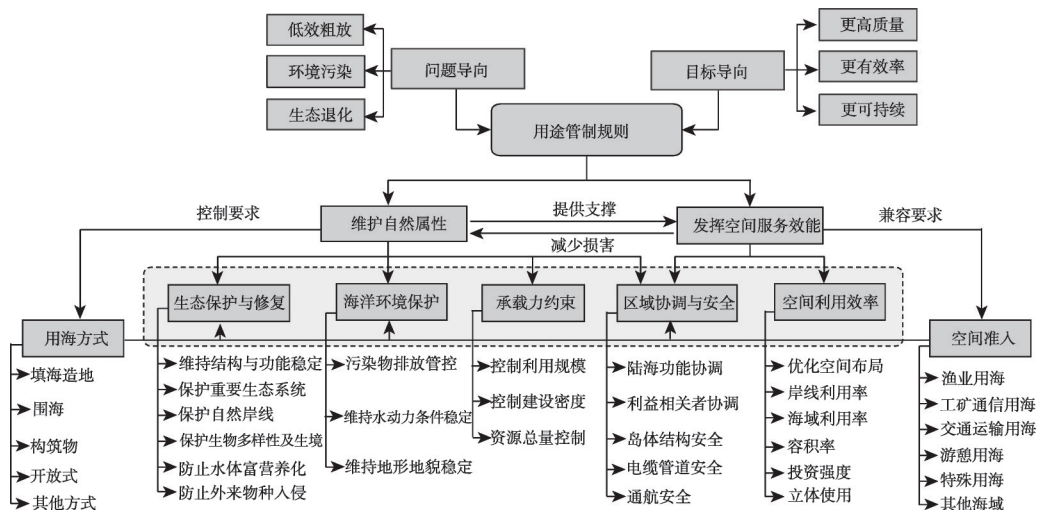 低效粗放
环境污染
生态退化
问题导向
目标导向
更高质量
更有效率
更可持续
用途管制规则
控制要求
维护自然属性
提供支撑
减少损害
发挥空间服务效能
兼容要求
生态保护与修复
海洋环境保护
承载力约束
区域协调与安全
空间利用效率
用海方式
空间准入
填海造地
围海
构筑物
开放式
其他方式
维持结构与功能稳定
保护重要生态系统
保护自然岸线
保护生物多样性及生境
防止水体富营养化
防止外来物种入侵
污染物排放管控
维持水动力条件稳定
维持地形地貌稳定
控制利用规模
控制建设密度
资源总量控制
陆海功能协调
利益相关者协调
岛体结构安全
电缆管道安全
通航安全
优化空间布局
岸线利用率
海域利用率
容积率
投资强度
立体使用
渔业用海
工矿通信用海
交通运输用海
游憩用海
特殊用海
其他海域